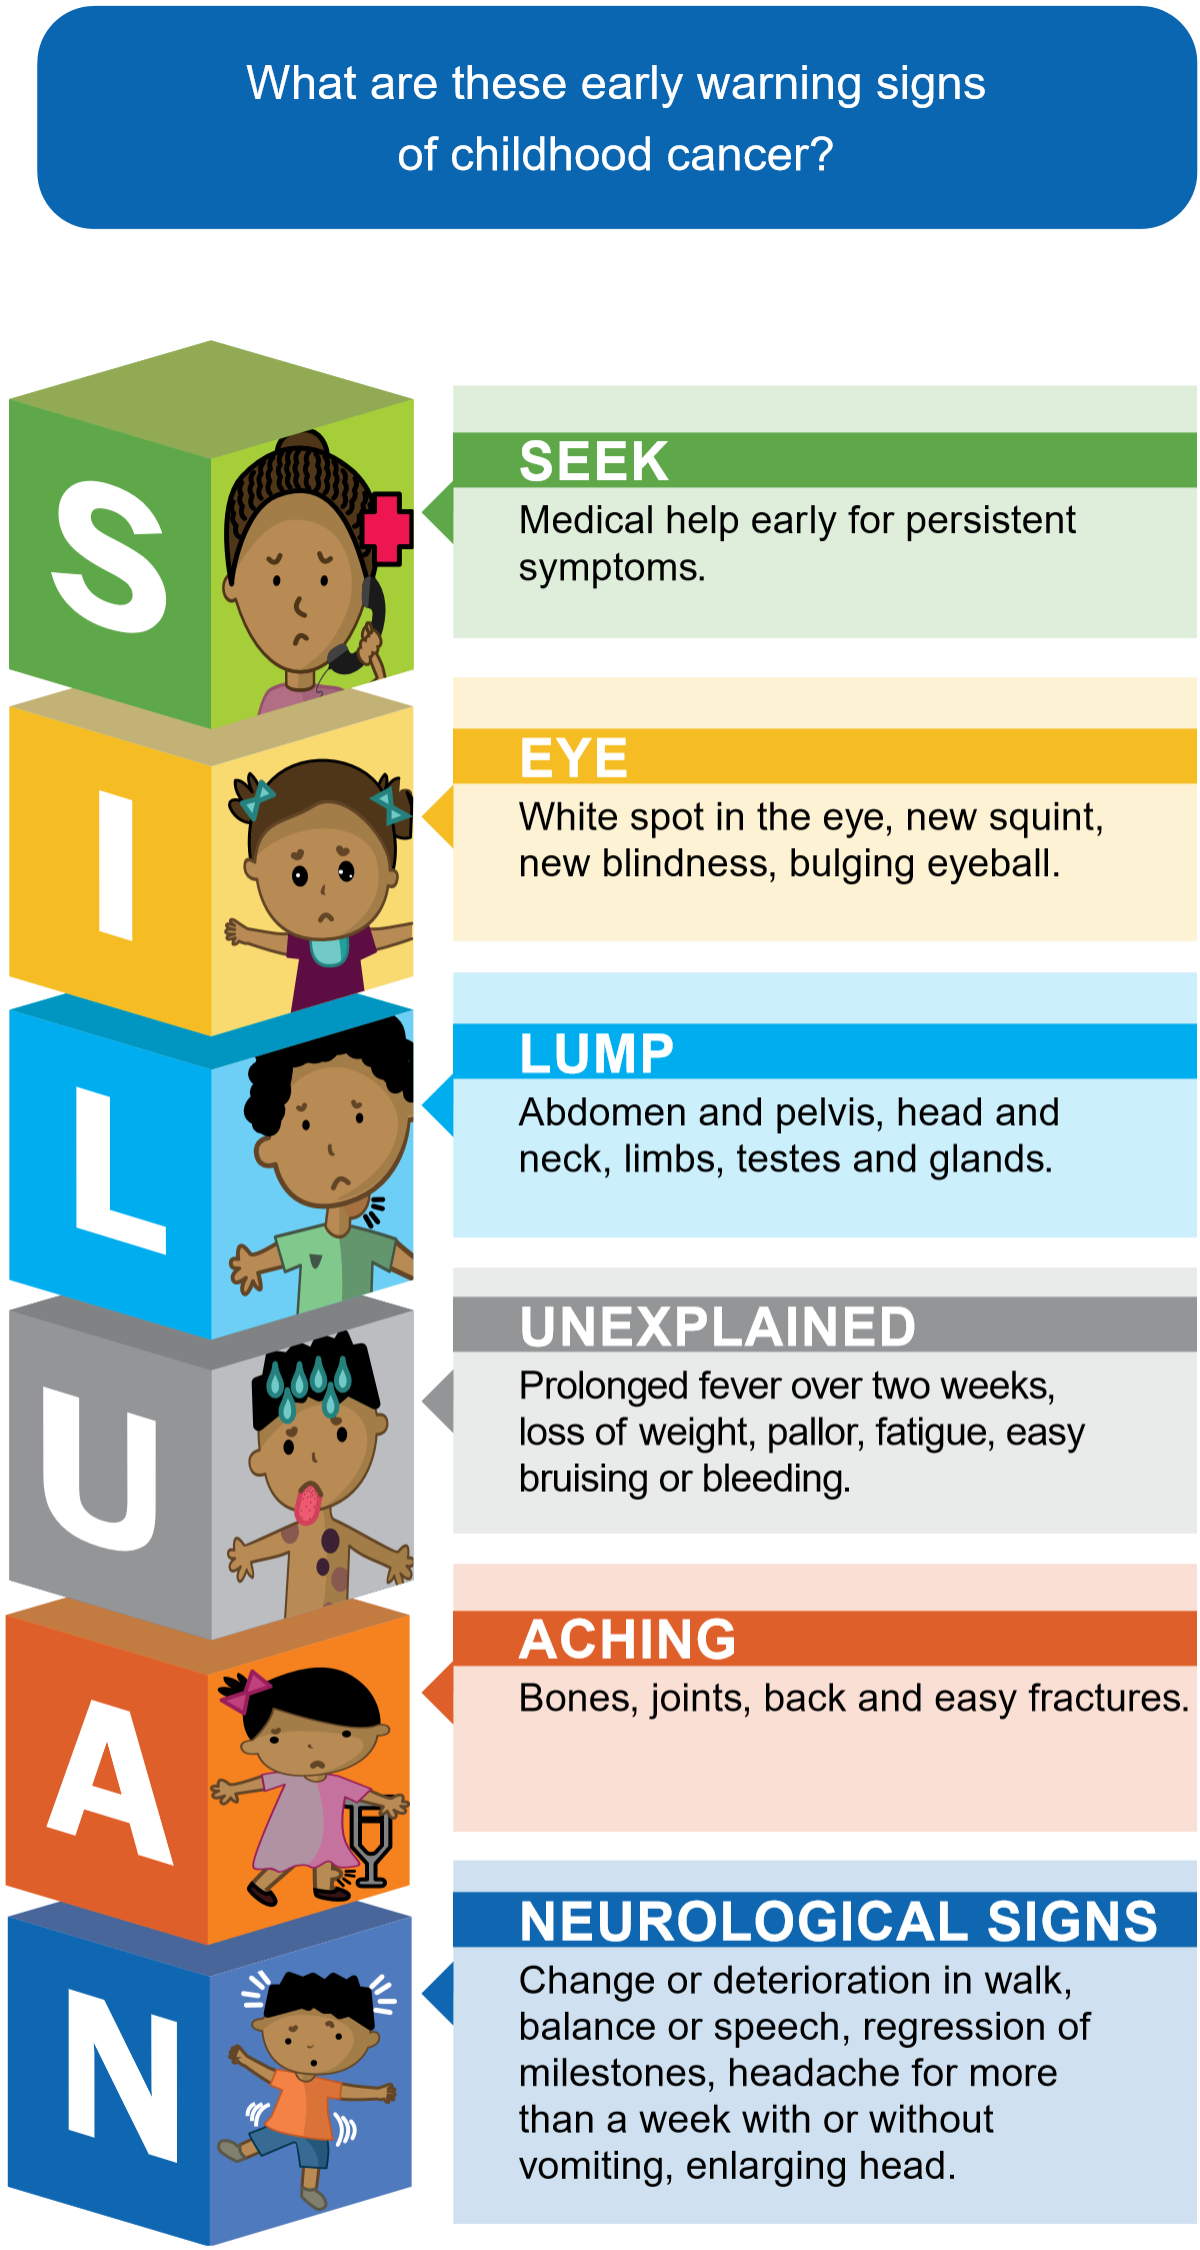 What are these early warning signs
of childhood cancer?
S
SEEK
Medical help early for persistent
symptoms.
I
EYE
White spot in the eye, new squint,
new blindness, bulging eyeball.
L
LUMP
Abdomen and pelvis, head and
neck, limbs, testes and glands.
U
UNEXPLAINED
Prolonged fever over two weeks,
loss of weight, pallor, fatigue, easy
bruising or bleeding.
A
ACHING
Bones, joints, back and easy fractures.
N
NEUROLOGICAL SIGNS
Change or deterioration in walk,
balance or speech, regression of
milestones, headache for more
than a week with or without
vomiting, enlarging head.